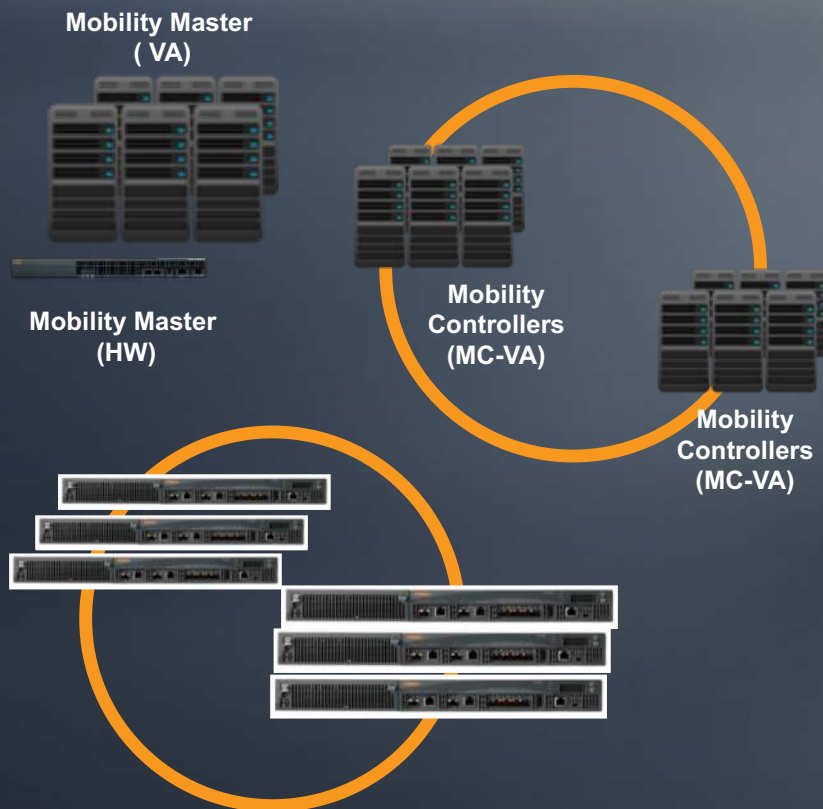 Mobility Master
( VA)
Mobility Master
(HW)
Mobility
Controllers
(MC-VA)
Mobility
Controllers
(MC-VA)